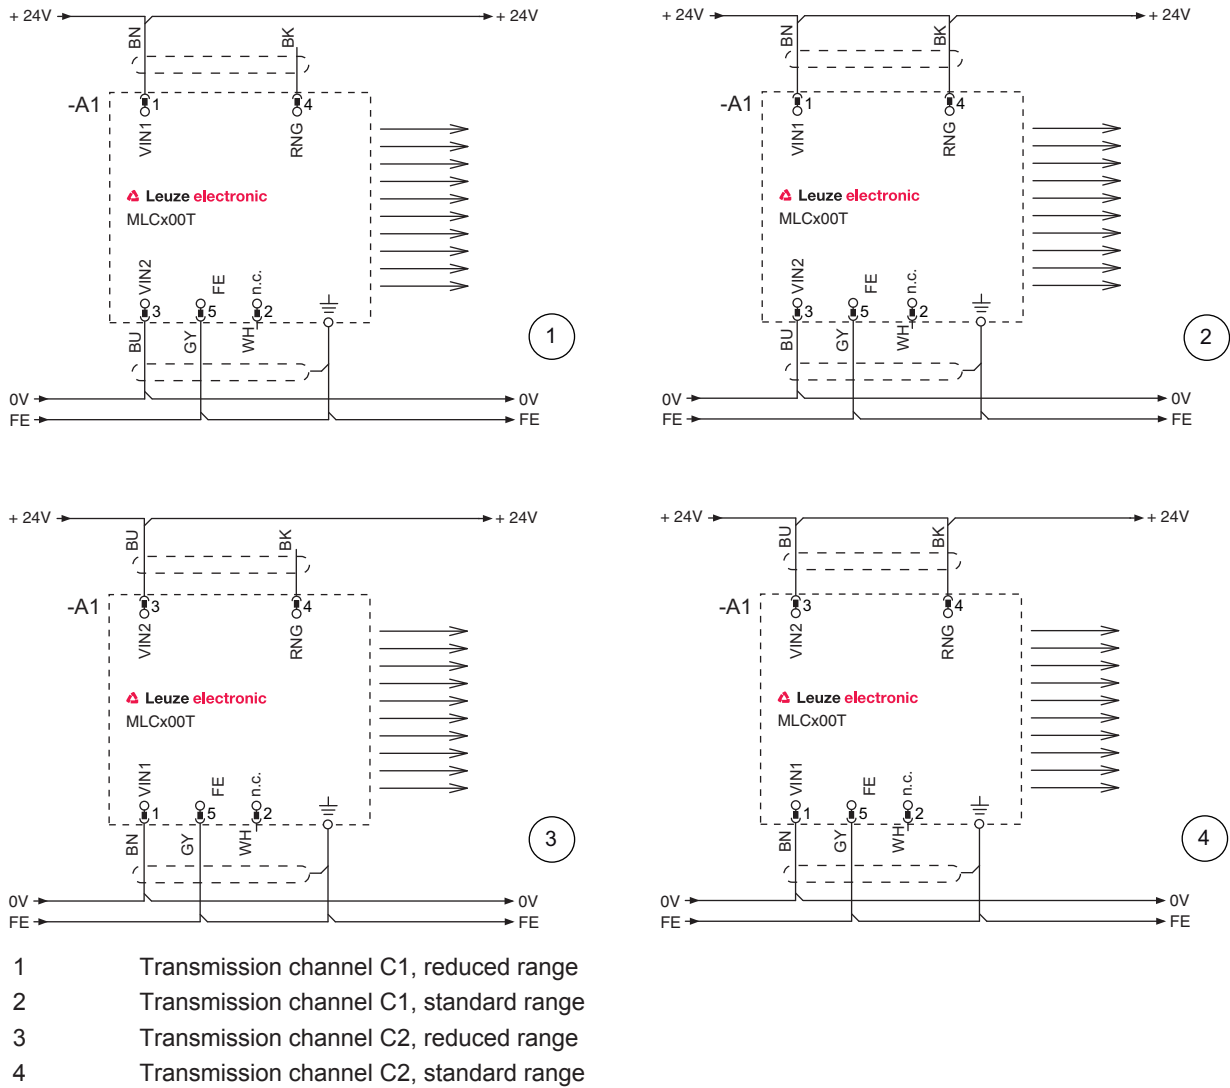 + 24V
+ 24V
BN
BK
-A1
1
4
VIN1
RNG
Leuze electronic
MLCx00T
VIN2
FE
n.c.
3
5
2
BU
GY
WH
1
0V
0V
FE
FE
+ 24V
+ 24V
BN
BK
-A1
1
4
VIN1
RNG
Leuze electronic
MLCx00T
VIN2
FE
n.c.
3
5
2
BU
GY
WH
2
0V
0V
FE
FE
+ 24V
+ 24V
BU
BK
-A1
3
4
VIN2
RNG
Leuze electronic
MLCx00T
VIN1
FE
n.c.
1
5
2
BN
GY
WH
3
0V
0V
FE
FE
+ 24V
+ 24V
BU
BK
-A1
3
4
VIN2
RNG
Leuze electronic
MLCx00T
VIN1
FE
n.c.
1
5
2
BN
GY
WH
4
0V
0V
FE
FE
1 Transmission channel C1, reduced range
2 Transmission channel C1, standard range
3 Transmission channel C2, reduced range
4 Transmission channel C2, standard range